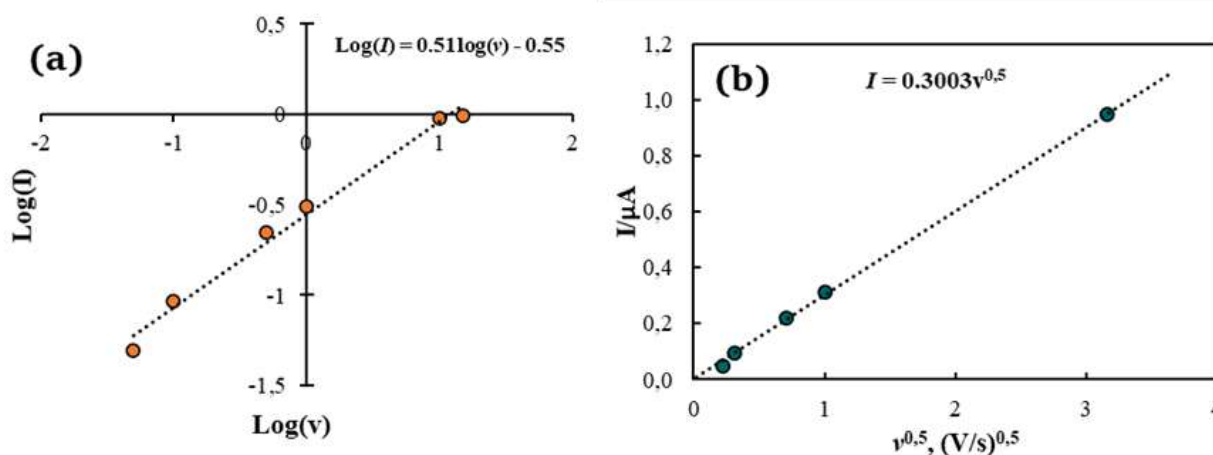 (a)
Log(I) = 0.51log(v) - 0.55
0,5
0
-0,5
-1
-1,5
-2
-1
0
1
2
Log(I)
Log(v)
(b)
I = 0.3003v^0,5
1,2
1,0
0,8
0,6
0,4
0,2
0,0
0
1
2
3
4
I/µA
v^0,5, (V/s)^0,5